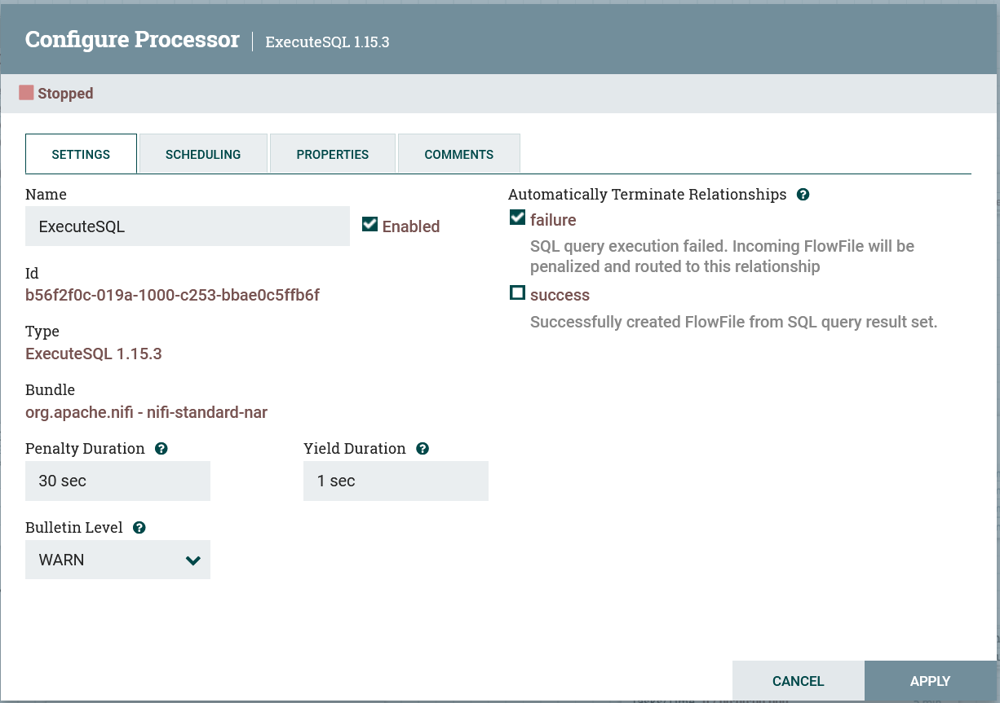 Configure Processor | ExecuteSQL 1.15.3
Stopped
SETTINGS SCHEDULING PROPERTIES COMMENTS
Name
ExecuteSQL Enabled
Id
b56f2f0c-019a-1000-c253-bbae0c5ffb6f
Type
ExecuteSQL 1.15.3
Bundle
org.apache.nifi - nifi-standard-nar
Penalty Duration Yield Duration
30 sec 1 sec
Bulletin Level
WARN
Automatically Terminate Relationships
failure
SQL query execution failed. Incoming FlowFile will be
penalized and routed to this relationship
success
Successfully created FlowFile from SQL query result set.
CANCEL APPLY